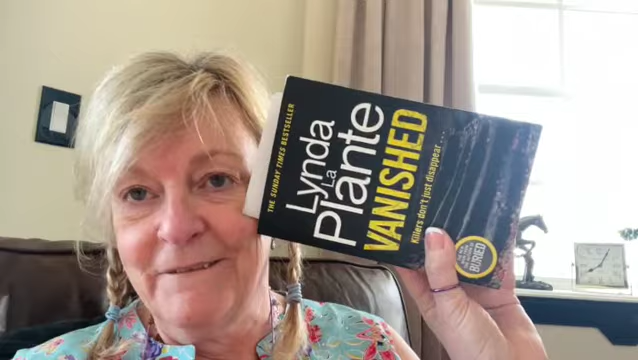 THE SUNDAY TIMES BESTSELLER
Lynda
La
Plante
VANISHED
Killers don't just disappear...
BURIED